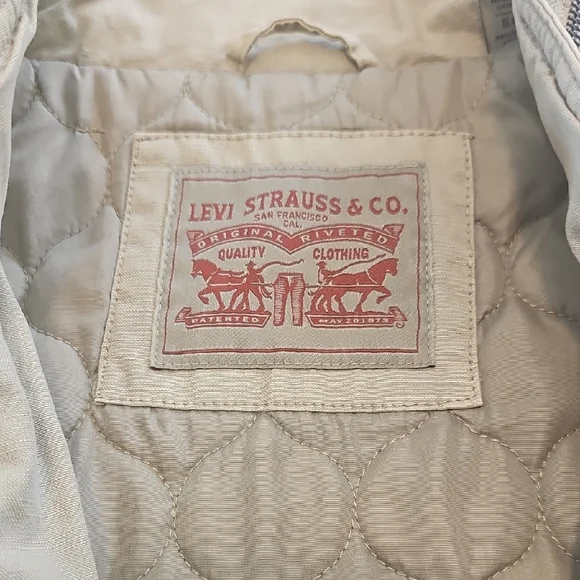 LEVI STRAUSS & CO.
SAN FRANCISCO
CAL.
ORIGINAL RIVETED
QUALITY CLOTHING
PATENTED MAY 20, 1873